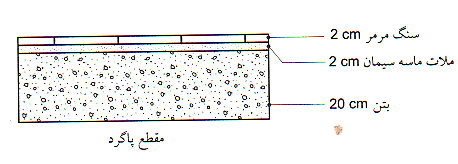 سنگ مرمر 2 cm
ملات ماسه سیمان 2 cm
بتن 20 cm
مقطع پاگرد